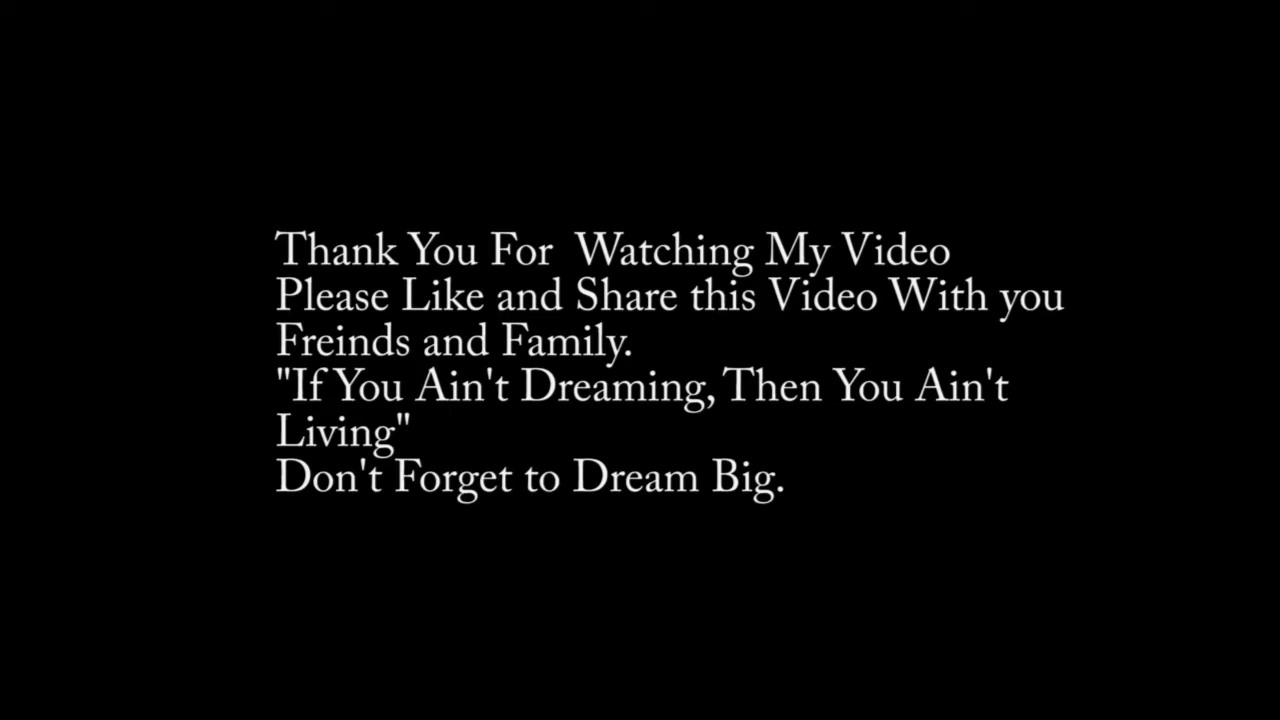 Thank You For  Watching My Video
Please Like and Share this Video With you
Freinds and Family.
"If You Ain't Dreaming, Then You Ain't
Living"
Don't Forget to Dream Big.